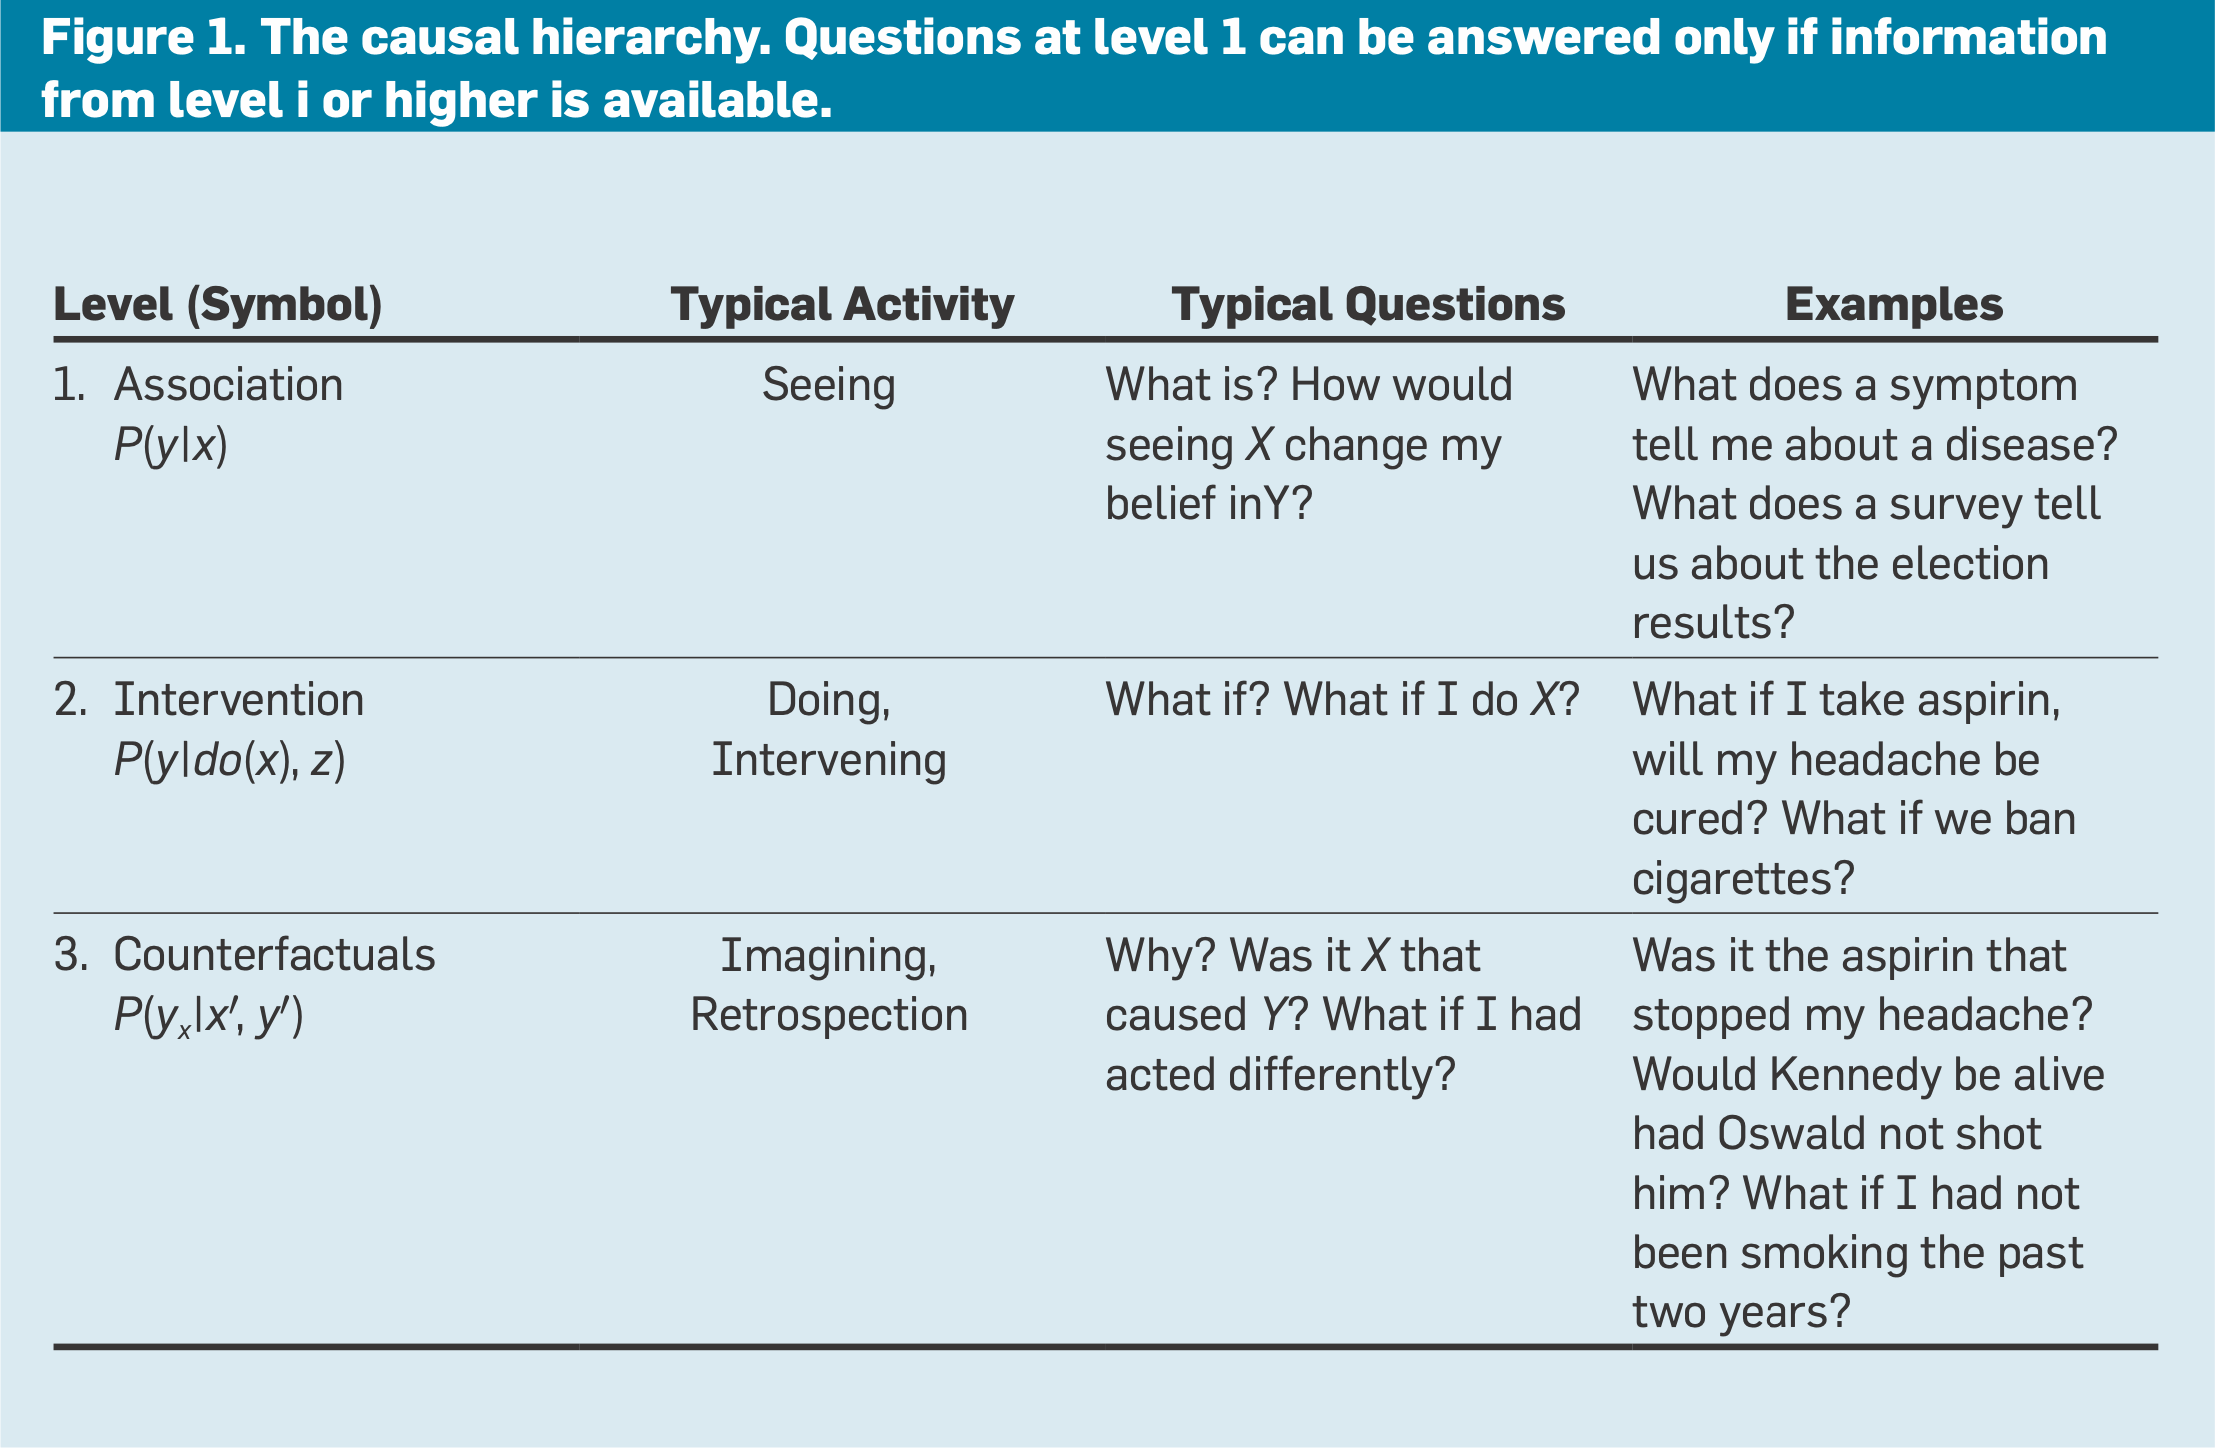 Figure 1. The causal hierarchy. Questions at level 1 can be answered only if information
from level i or higher is available.
Level (Symbol) Typical Activity Typical Questions Examples
1. Association Seeing What is? How would What does a symptom
P(y|x) seeing X change my tell me about a disease?
belief inY? What does a survey tell
us about the election
results?
2. Intervention Doing, What if? What if I do X? What if I take aspirin,
P(y|do(x), z) Intervening will my headache be
cured? What if we ban
cigarettes?
3. Counterfactuals Imagining, Why? Was it X that Was it the aspirin that
P(yₓ|x′, y′) Retrospection caused Y? What if I had stopped my headache?
acted differently? Would Kennedy be alive
had Oswald not shot
him? What if I had not
been smoking the past
two years?